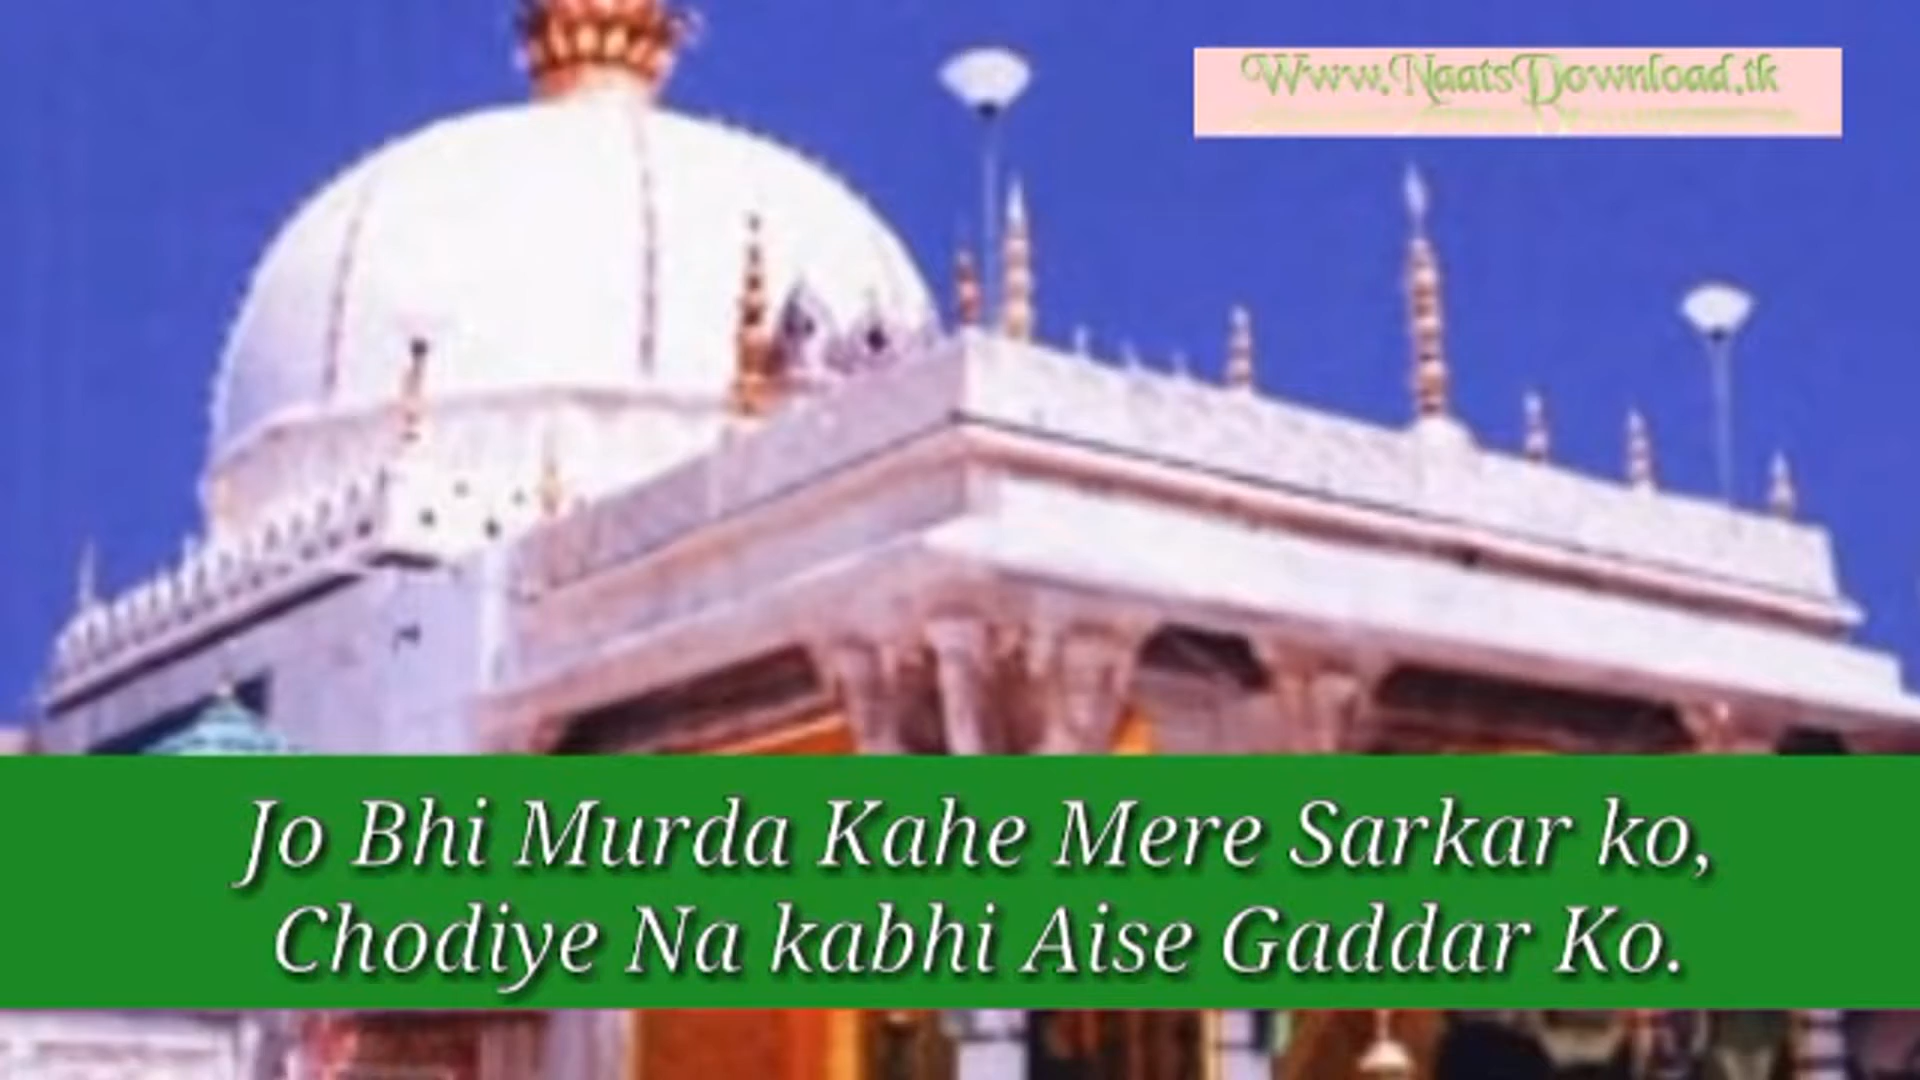 Www.NaatsDownload.tk
Jo Bhi Murda Kahe Mere Sarkar ko,
Chodiye Na kabhi Aise Gaddar Ko.